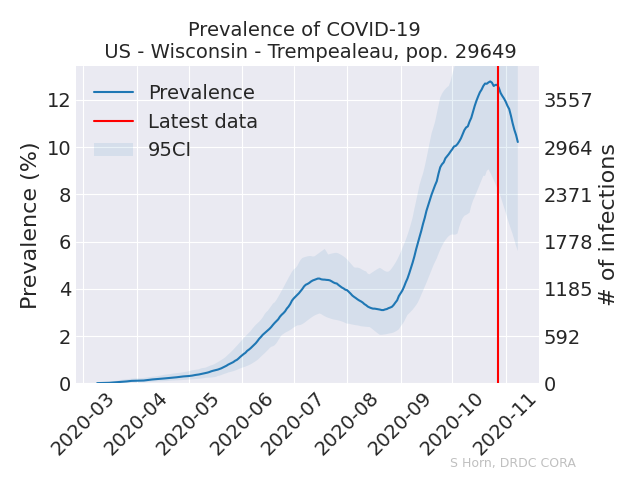 Prevalence of COVID-19
US - Wisconsin - Trempealeau, pop. 29649
Prevalence
Latest data
95CI
Prevalence (%)
12
10
8
6
4
2
0
3557
2964
2371
1778
1185
592
0
# of infections
2020-03
2020-04
2020-05
2020-06
2020-07
2020-08
2020-09
2020-10
2020-11
S Horn, DRDC CORA